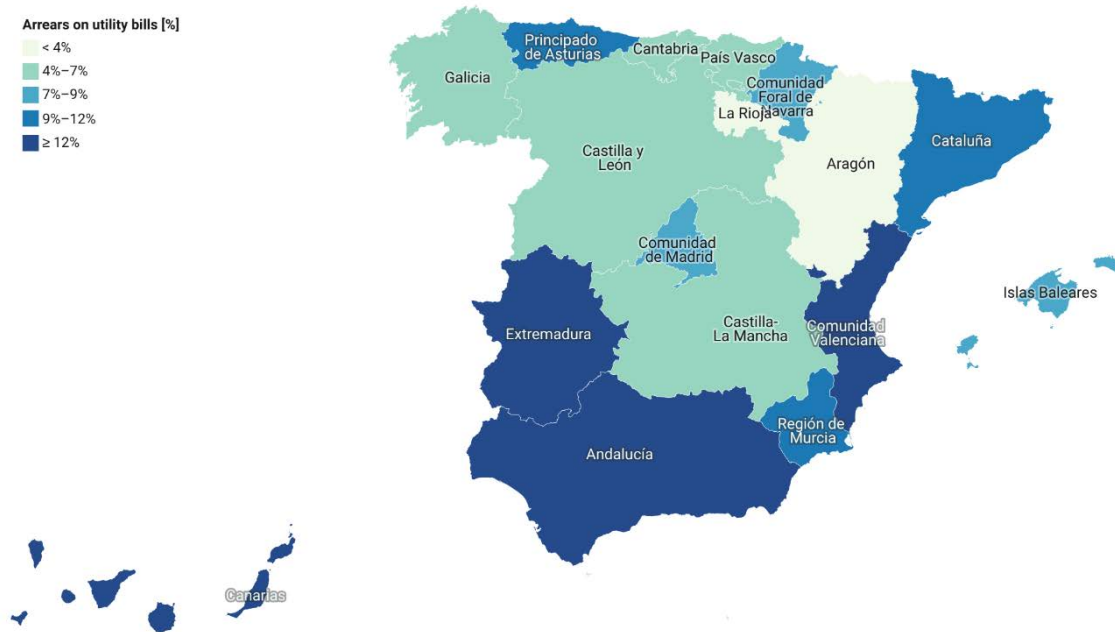 Arrears on utility bills [%]
< 4%
4%–7%
7%–9%
9%–12%
≥ 12%
Principado
de Asturias
Cantabria
País Vasco
Galicia
Comunidad
Foral de
Navarra
La Rioja
Castilla y
León
Aragón
Cataluña
Comunidad
de Madrid
Islas Baleares
Extremadura
Castilla-
La Mancha
Comunidad
Valenciana
Región de
Murcia
Andalucía
Canarias